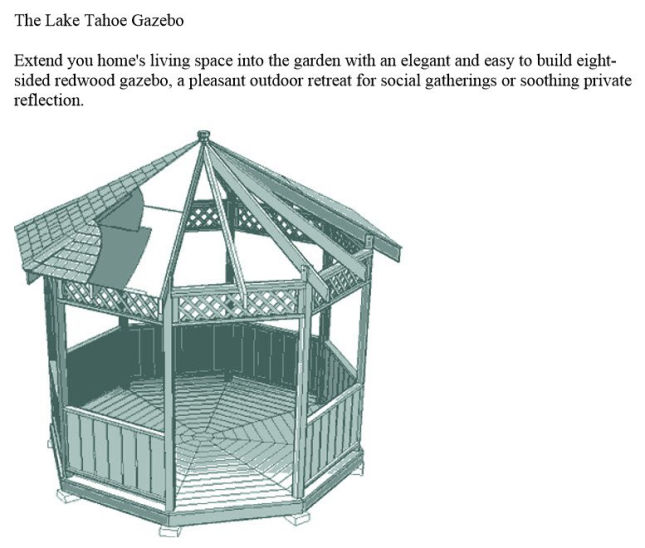 The Lake Tahoe Gazebo
Extend you home's living space into the garden with an elegant and easy to build eight-
sided redwood gazebo, a pleasant outdoor retreat for social gatherings or soothing private
reflection.